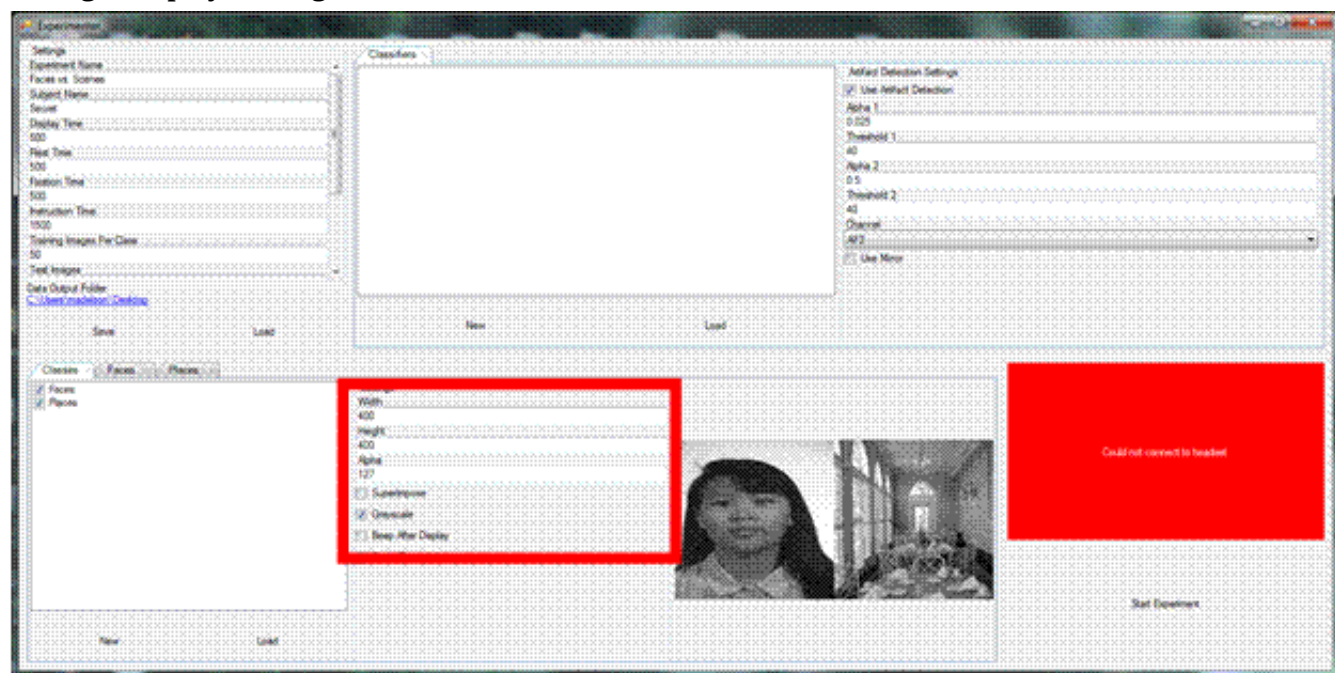 Experimenter
Settings
Experiment Name
Faces vs. Scenes
Subject Name
Secret
Display Time
500
Rest Time
500
Fixation Time
500
Instruction Time
1500
Training Images Per Class
50
Test Images
Data Output Folder
C:\Users\madelson\Desktop
Save Load
Classifiers
New Load
Artifact Detection Settings
Use Artifact Detection
Alpha 1
0.025
Threshold 1
40
Alpha 2
0.5
Threshold 2
40
Channel
AF3
Use Mirror
Classes Faces Places
Faces
Places
New Load
Width
400
Height
400
Alpha
127
Superimpose
Grayscale
Beep After Display
Could not connect to headset
Start Experiment